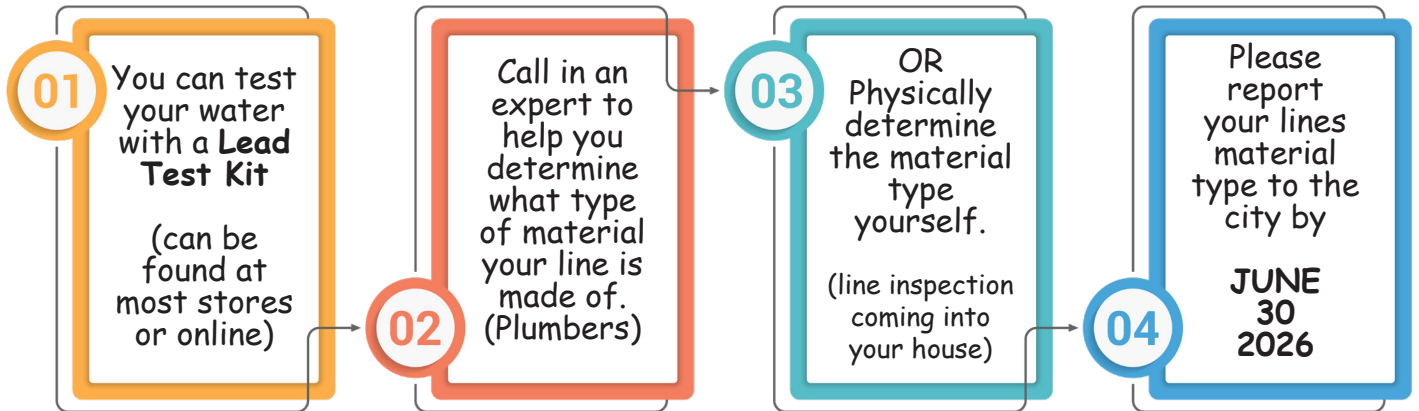 01
You can test
your water
with a Lead
Test Kit
(can be
found at
most stores
or online)
02
Call in an
expert to
help you
determine
what type
of material
your line is
made of.
(Plumbers)
03
OR
Physically
determine
the material
type
yourself.
(line inspection
coming into
your house)
04
Please
report
your lines
material
type to the
city by
JUNE
30
2026